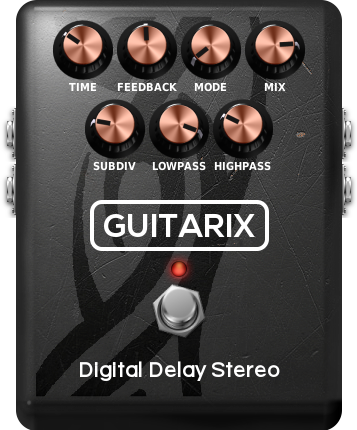 TIME FEEDBACK MODE MIX
SUBDIV LOWPASS HIGHPASS
GUITARIX
Digital Delay Stereo